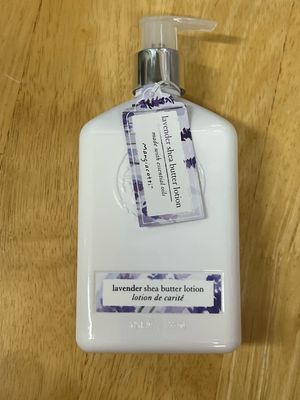 lavender shea butter lotion
made with essential oils
mangiacotti
lavender shea butter lotion
lotion de carité